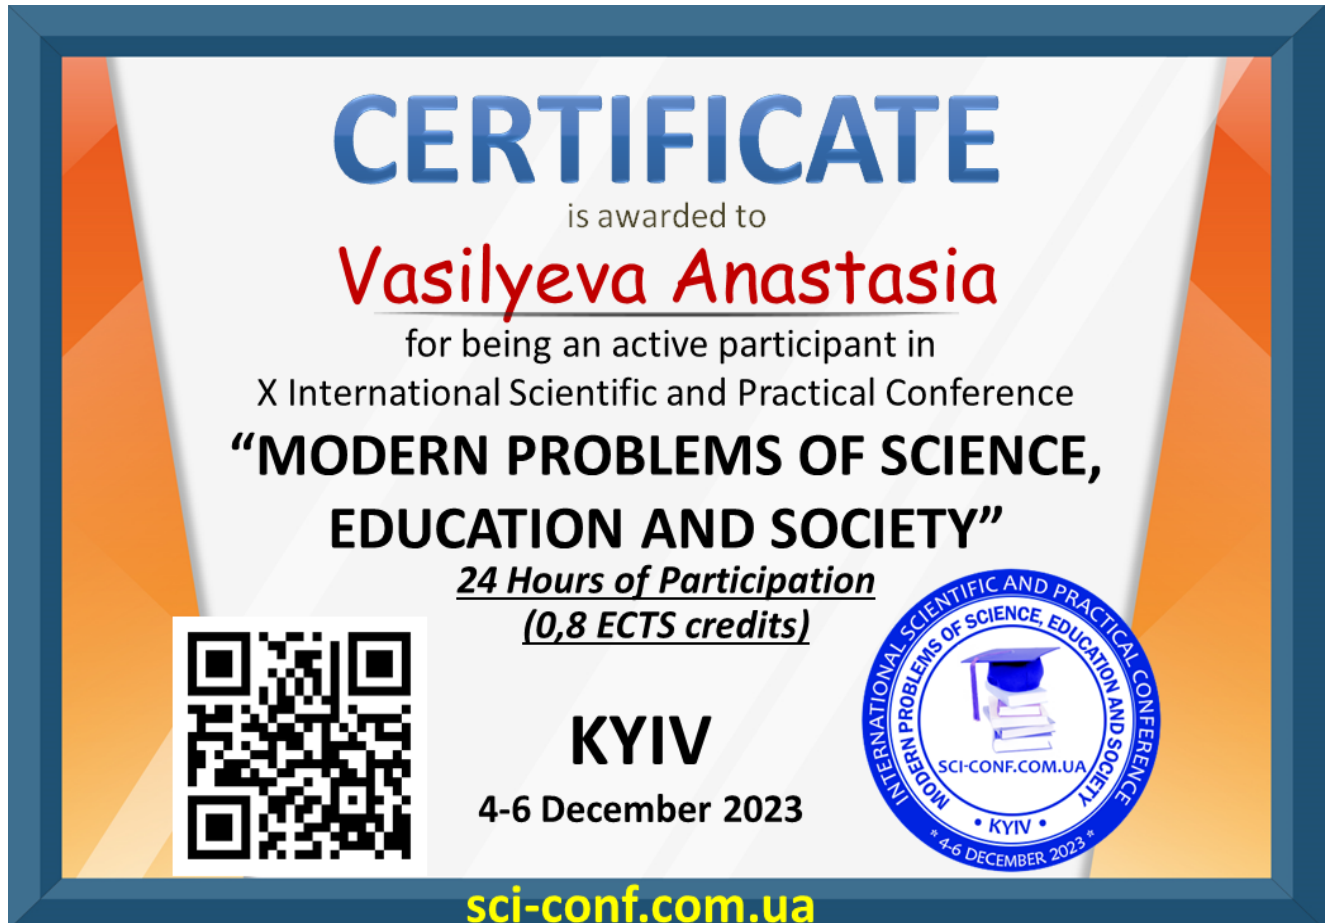 CERTIFICATE
is awarded to
Vasilyeva Anastasia
for being an active participant in
X International Scientific and Practical Conference
“MODERN PROBLEMS OF SCIENCE,
EDUCATION AND SOCIETY”
24 Hours of Participation
(0,8 ECTS credits)
KYIV
4-6 December 2023
INTERNATIONAL SCIENTIFIC AND PRACTICAL CONFERENCE
MODERN PROBLEMS OF SCIENCE, EDUCATION AND SOCIETY
SCI-CONF.COM.UA
• KYIV •
* 4-6 DECEMBER 2023 *
sci-conf.com.ua